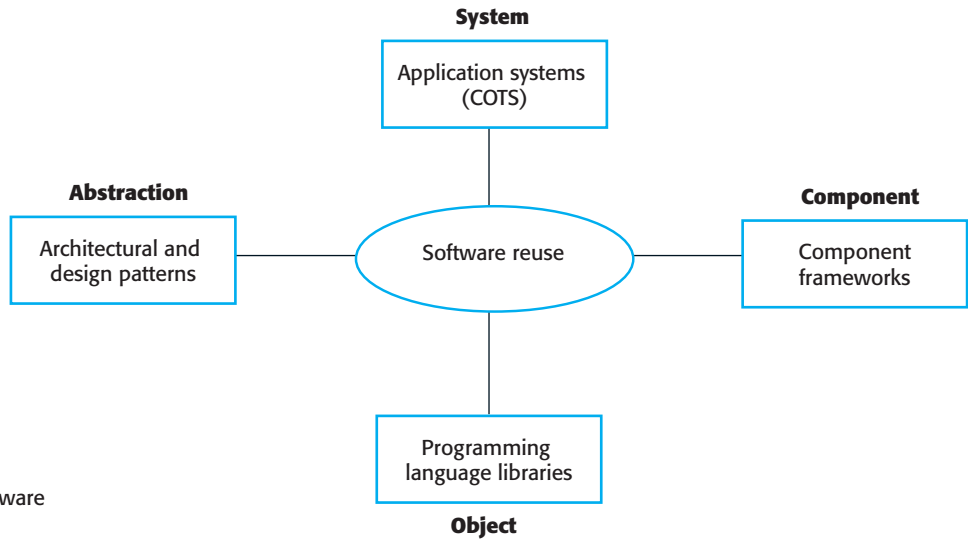 System
Application systems
(COTS)
Abstraction
Architectural and
design patterns
Software reuse
Component
Component
frameworks
Programming
language libraries
Object